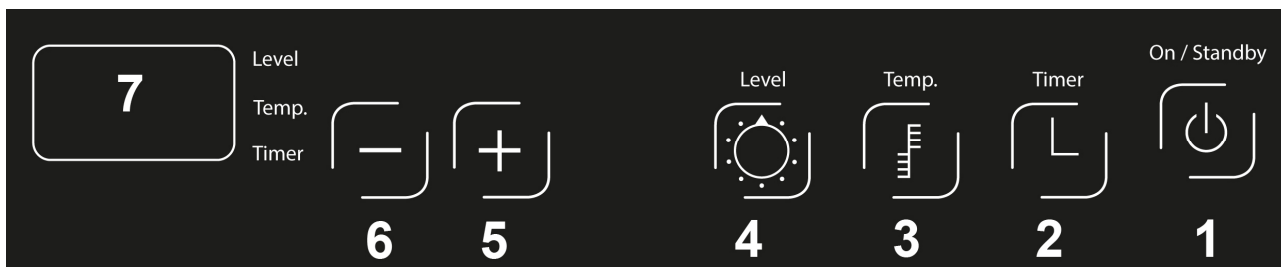 On / Standby
7
Level
Temp.
Timer
Level
Temp.
Timer
6
5
4
3
2
1